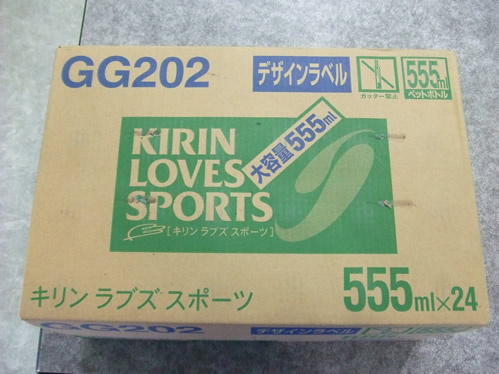 GG202
デザインラベル
カッター禁止
555ml
ペットボトル
KIRIN
LOVES
SPORTS
大容量555ml
[キリン ラブズ スポーツ]
キリン ラブズ スポーツ
555ml×24
GG202
デザインラベル